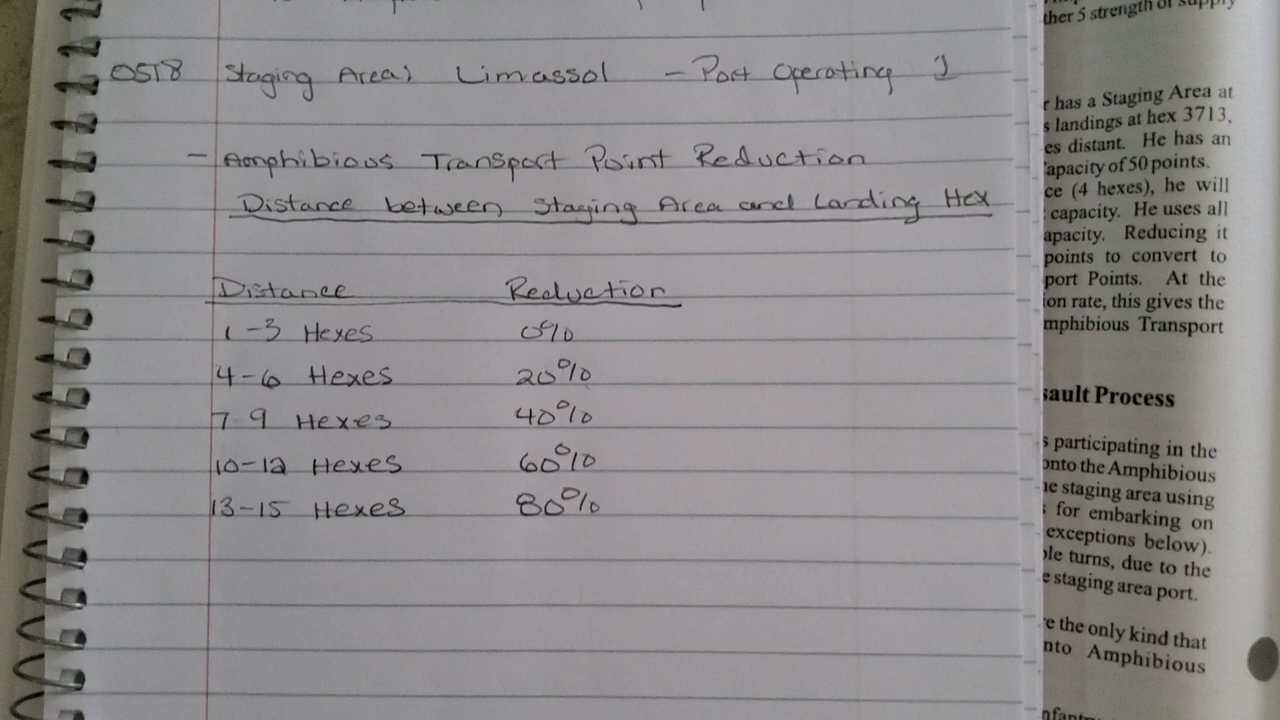 OST8 Staging Area; Limassol - Port Operating 1
- Amphibious Transport Point Reduction
Distance between Staging Area and Landing Hex
Distance Reduction
1-3 Hexes 0%
4-6 Hexes 20%
7-9 Hexes 40%
10-12 Hexes 60%
13-15 Hexes 80%
ther 5 strength of supply
r has a Staging Area at
s landings at hex 3713,
es distant. He has an
apacity of 50 points.
ce (4 hexes), he will
capacity. He uses all
apacity. Reducing it
points to convert to
port Points. At the
ion rate, this gives the
mphibious Transport
sault Process
s participating in the
onto the Amphibious
he staging area using
for embarking on
exceptions below).
ple turns, due to the
e staging area port.
re the only kind that
nto Amphibious